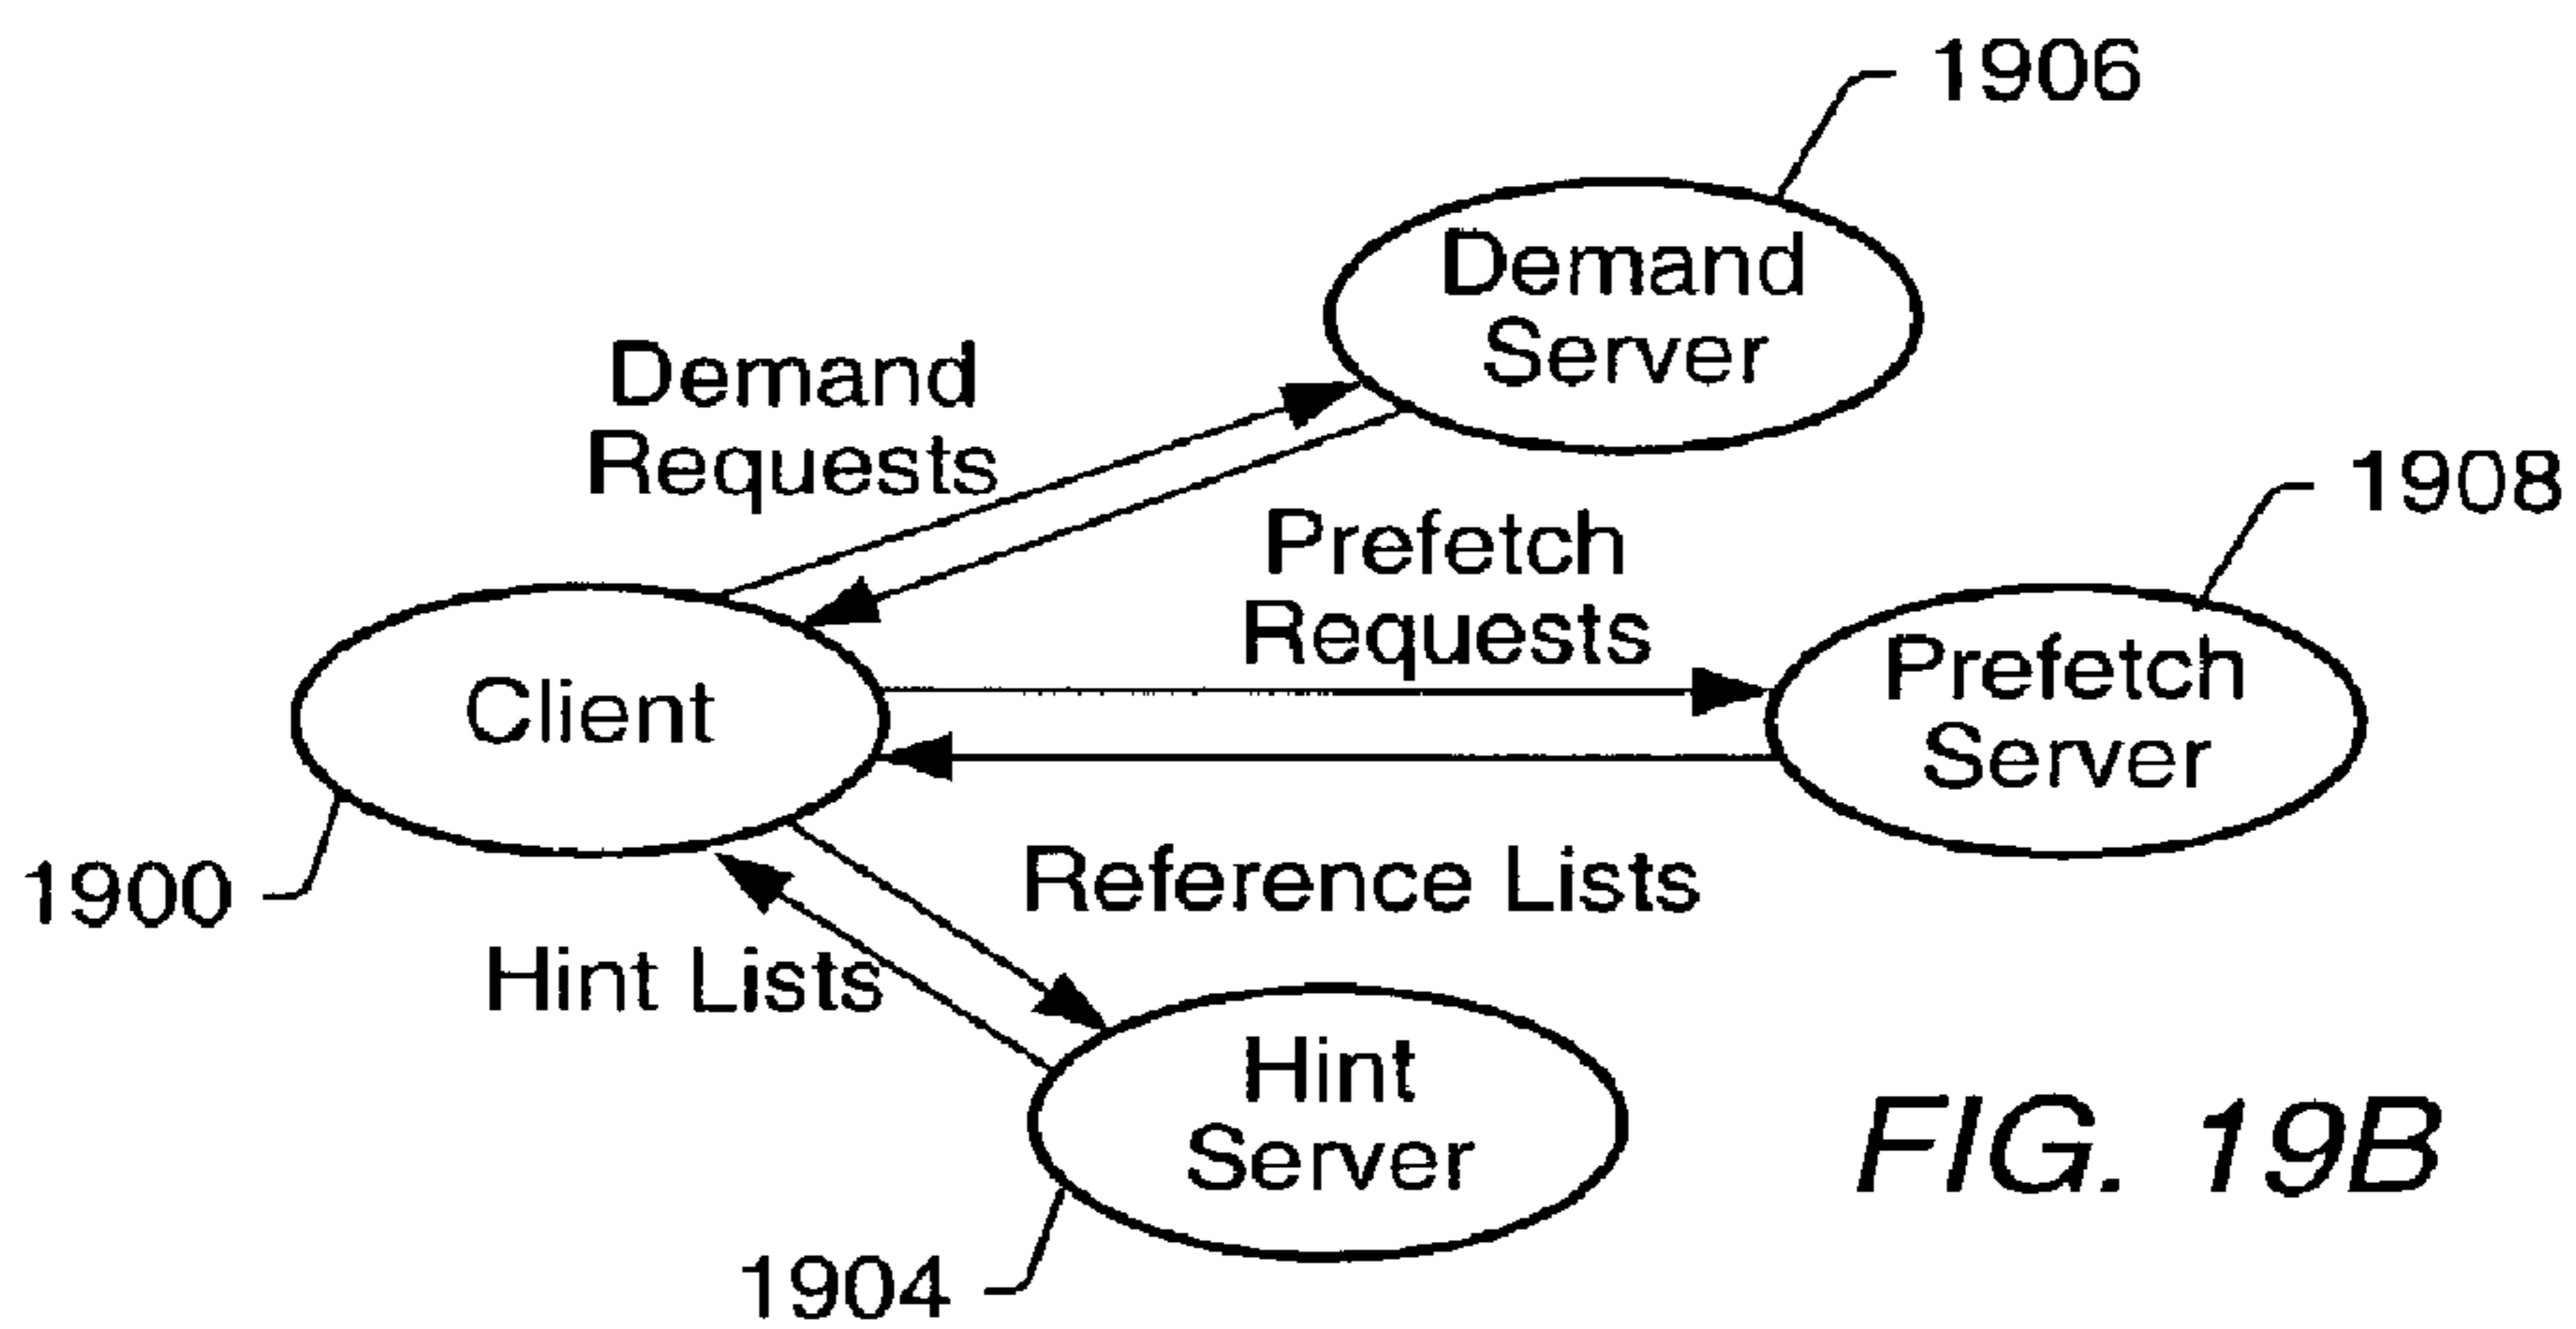 1906
Demand
Server
Demand
Requests
1908
Prefetch
Requests
Prefetch
Server
Client
1900
Reference Lists
Hint Lists
Hint
Server
1904
FIG. 19B